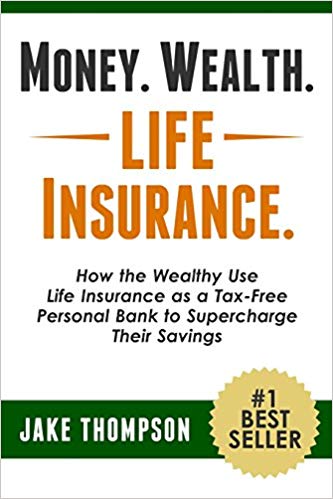 MONEY. WEALTH.
LIFE
INSURANCE.
How the Wealthy Use
Life Insurance as a Tax-Free
Personal Bank to Supercharge
Their Savings
JAKE THOMPSON
#1
BEST
SELLER